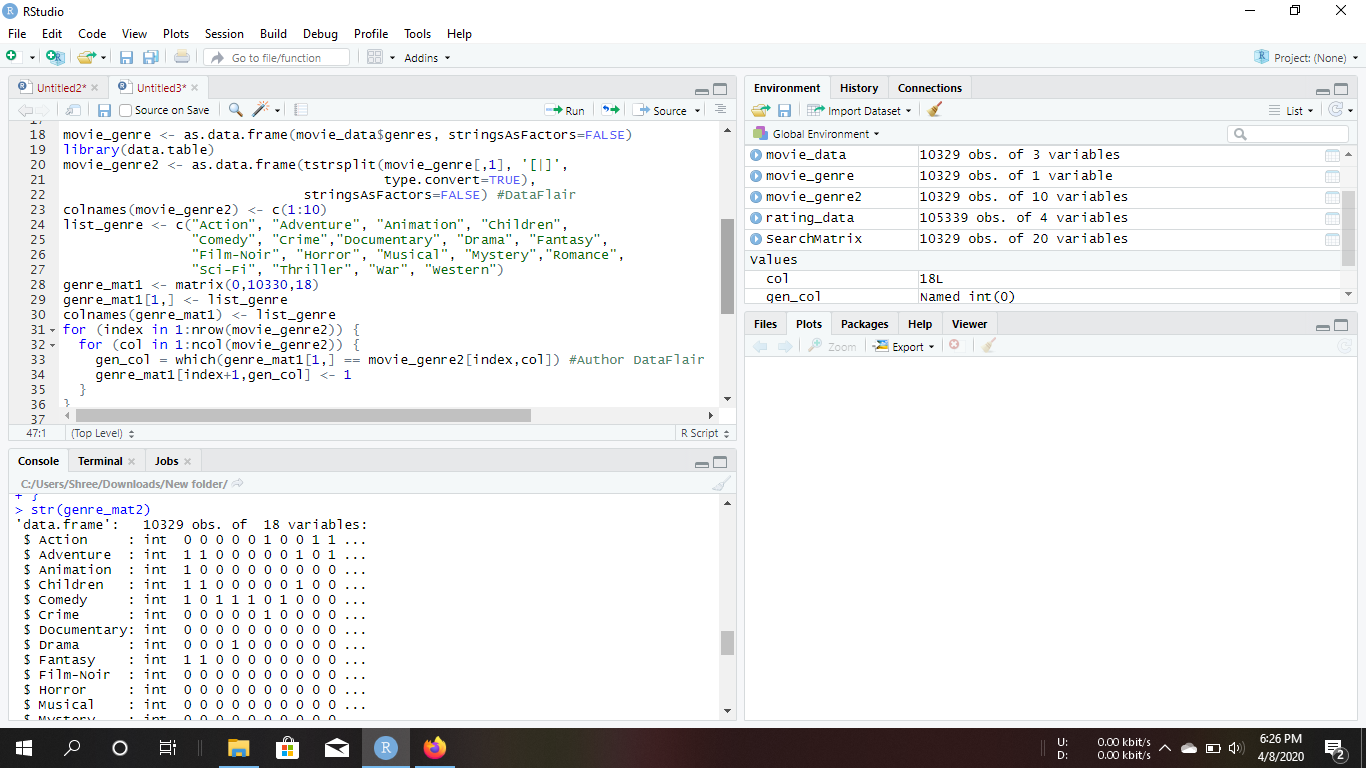 RStudio
File Edit Code View Plots Session Build Debug Profile Tools Help
Go to file/function
Addins
Project: (None)
Untitled2*
Untitled3*
Source on Save
Run
Source
18 movie_genre <- as.data.frame(movie_data$genres, stringsAsFactors=FALSE)
19 library(data.table)
20 movie_genre2 <- as.data.frame(tstrsplit(movie_genre[,1], '[|]',
21 type.convert=TRUE),
22 stringsAsFactors=FALSE) #DataFlair
23 colnames(movie_genre2) <- c(1:10)
24 list_genre <- c("Action", "Adventure", "Animation", "Children",
25 "Comedy", "Crime","Documentary", "Drama", "Fantasy",
26 "Film-Noir", "Horror", "Musical", "Mystery","Romance",
27 "Sci-Fi", "Thriller", "War", "Western")
28 genre_mat1 <- matrix(0,10330,18)
29 genre_mat1[1,] <- list_genre
30 colnames(genre_mat1) <- list_genre
31 for (index in 1:nrow(movie_genre2)) {
32 for (col in 1:ncol(movie_genre2)) {
33 gen_col = which(genre_mat1[1,] == movie_genre2[index,col]) #Author DataFlair
34 genre_mat1[index+1,gen_col] <- 1
35 }
36 }
37
47:1 (Top Level) R Script
Console Terminal Jobs
C:/Users/Shree/Downloads/New folder/
+ }
> str(genre_mat2)
'data.frame': 10329 obs. of 18 variables:
$ Action : int 0 0 0 0 0 1 0 0 1 1 ...
$ Adventure : int 1 1 0 0 0 0 0 1 0 1 ...
$ Animation : int 1 0 0 0 0 0 0 0 0 0 ...
$ Children : int 1 1 0 0 0 0 0 1 0 0 ...
$ Comedy : int 1 0 1 1 1 0 1 0 0 0 ...
$ Crime : int 0 0 0 0 0 1 0 0 0 0 ...
$ Documentary: int 0 0 0 0 0 0 0 0 0 0 ...
$ Drama : int 0 0 0 1 0 0 0 0 0 0 ...
$ Fantasy : int 1 1 0 0 0 0 0 0 0 0 ...
$ Film-Noir : int 0 0 0 0 0 0 0 0 0 0 ...
$ Horror : int 0 0 0 0 0 0 0 0 0 0 ...
$ Musical : int 0 0 0 0 0 0 0 0 0 0 ...
$ Mystery : int 0 0 0 0 0 0 0 0 0 0
Environment History Connections
Import Dataset
List
Global Environment
movie_data 10329 obs. of 3 variables
movie_genre 10329 obs. of 1 variable
movie_genre2 10329 obs. of 10 variables
rating_data 105339 obs. of 4 variables
SearchMatrix 10329 obs. of 20 variables
Values
col 18L
gen_col Named int(0)
Files Plots Packages Help Viewer
Zoom
Export
U: 0.00 kbit/s
D: 0.00 kbit/s
6:26 PM
4/8/2020
2